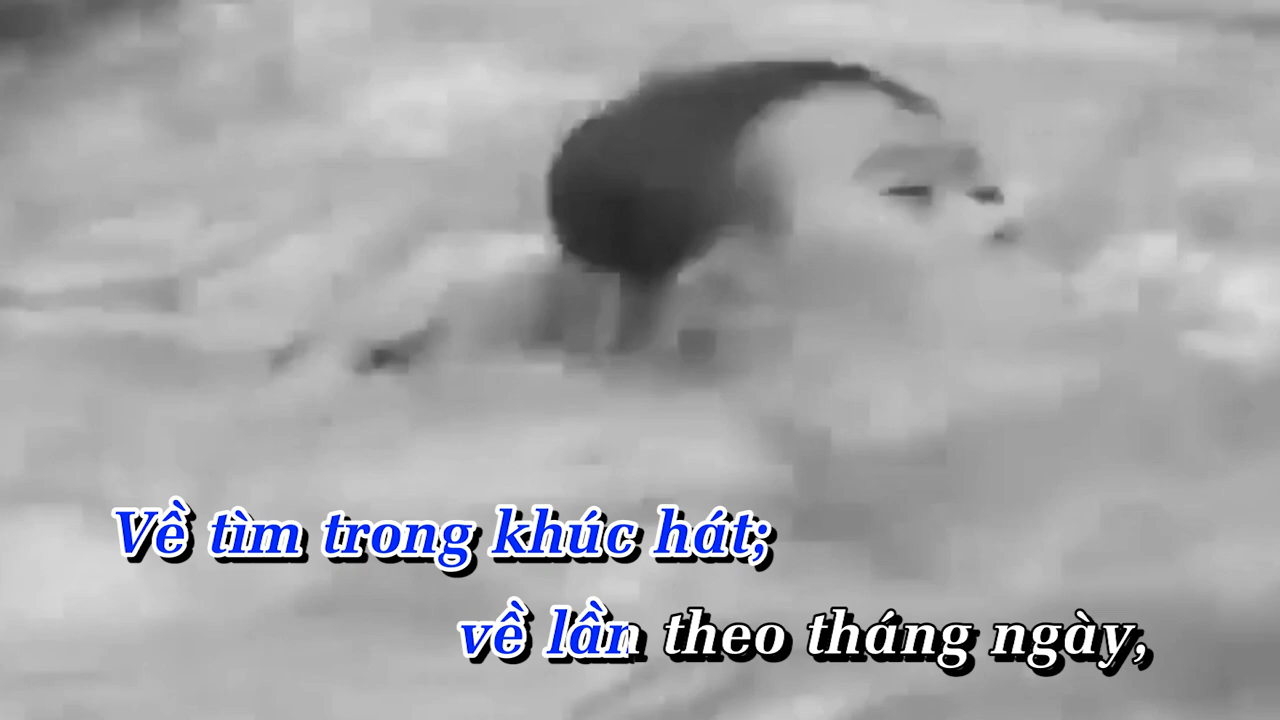 Về tìm trong khúc hát;
về lần theo tháng ngày,